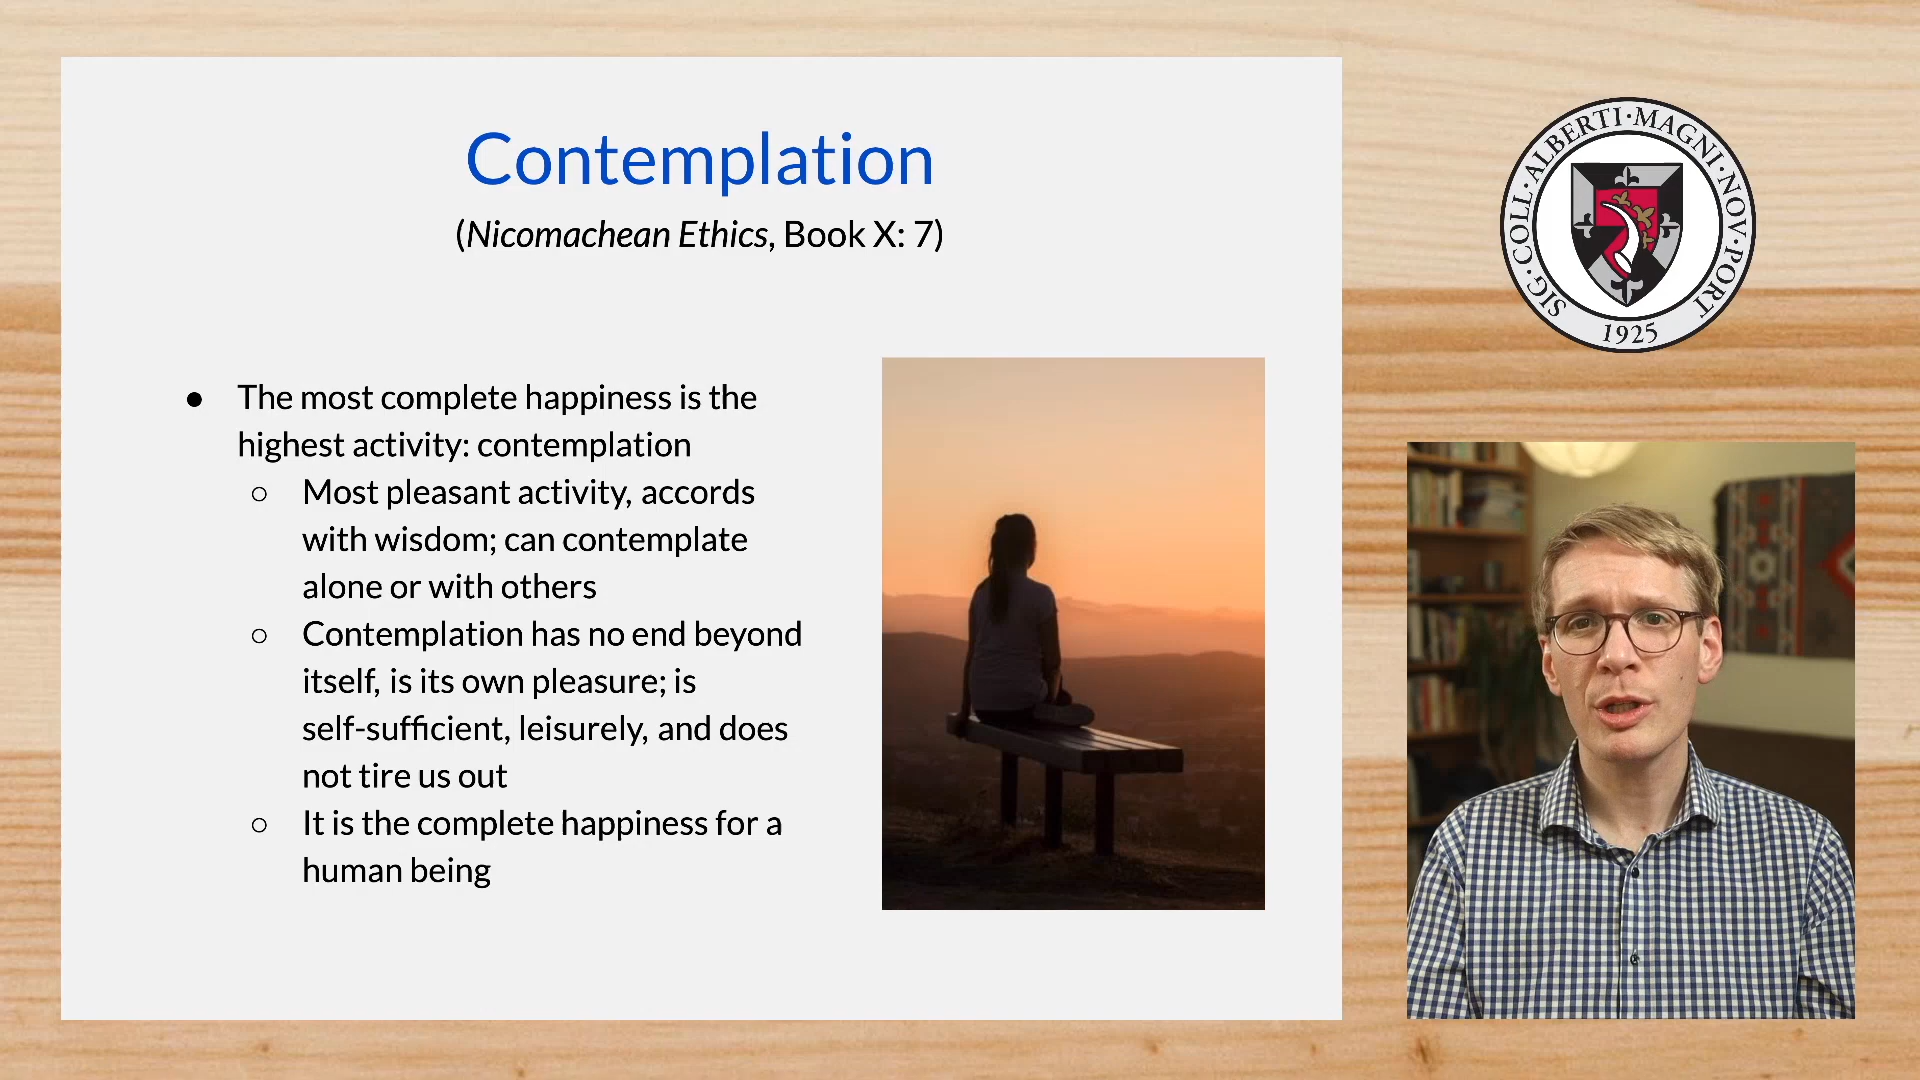 Contemplation
(Nicomachean Ethics, Book X: 7)
● The most complete happiness is the
highest activity: contemplation
○ Most pleasant activity, accords
with wisdom; can contemplate
alone or with others
○ Contemplation has no end beyond
itself, is its own pleasure; is
self-sufficient, leisurely, and does
not tire us out
○ It is the complete happiness for a
human being
SIG·COLL·ALBERTI·MAGNI·NOV·PORT
1925